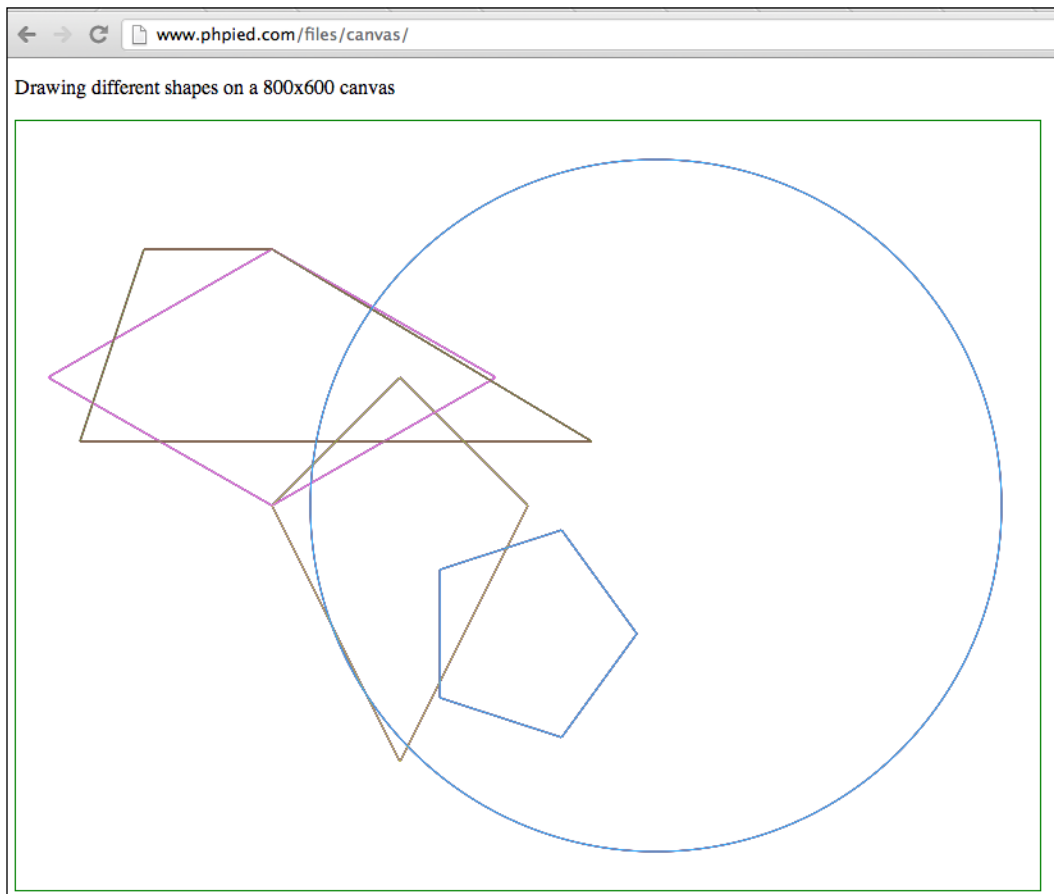 www.phpied.com/files/canvas/
Drawing different shapes on a 800x600 canvas